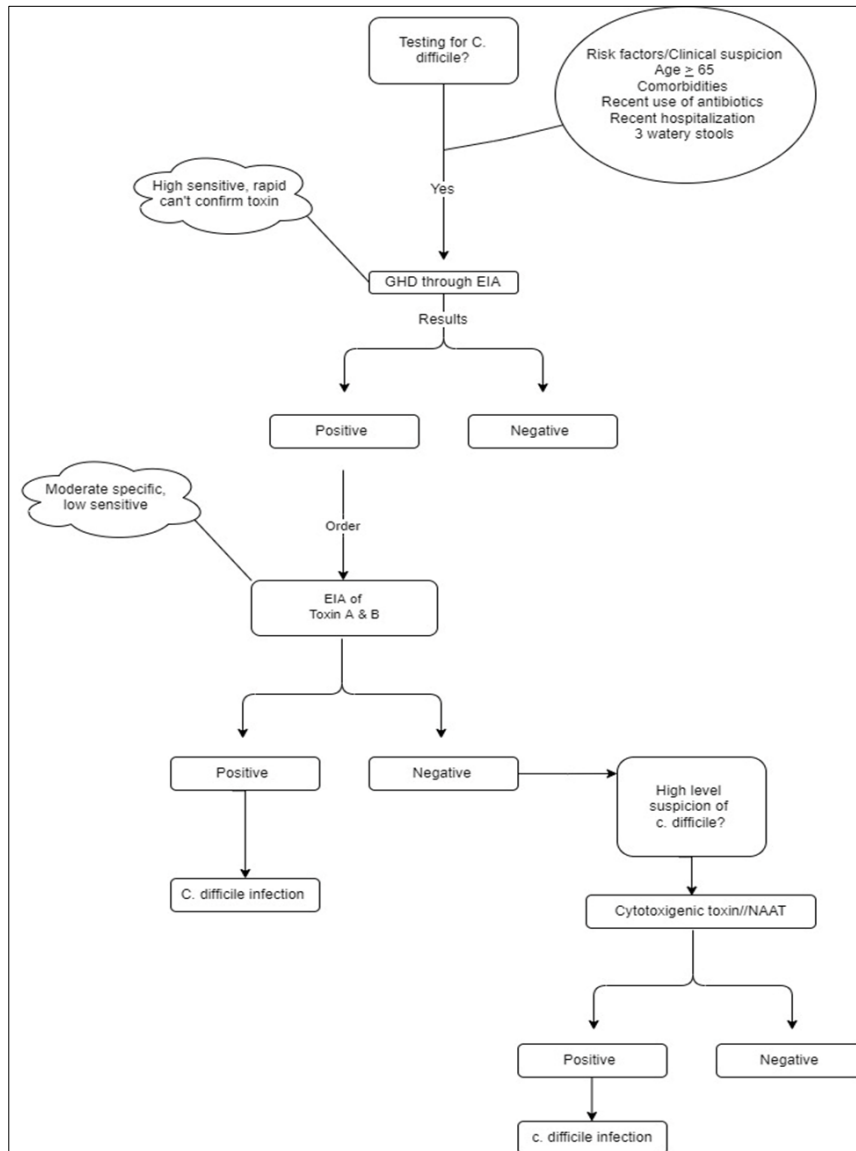 Testing for C.
difficile?
Risk factors/Clinical suspicion
Age ≥ 65
Comorbidities
Recent use of antibiotics
Recent hospitalization
3 watery stools
High sensitive, rapid
can't confirm toxin
Yes
GHD through EIA
Results
Positive
Negative
Moderate specific,
low sensitive
Order
EIA of
Toxin A & B
Positive
Negative
High level
suspicion of
c. difficile?
C. difficile infection
Cytotoxigenic toxin//NAAT
Positive
Negative
c. difficile infection